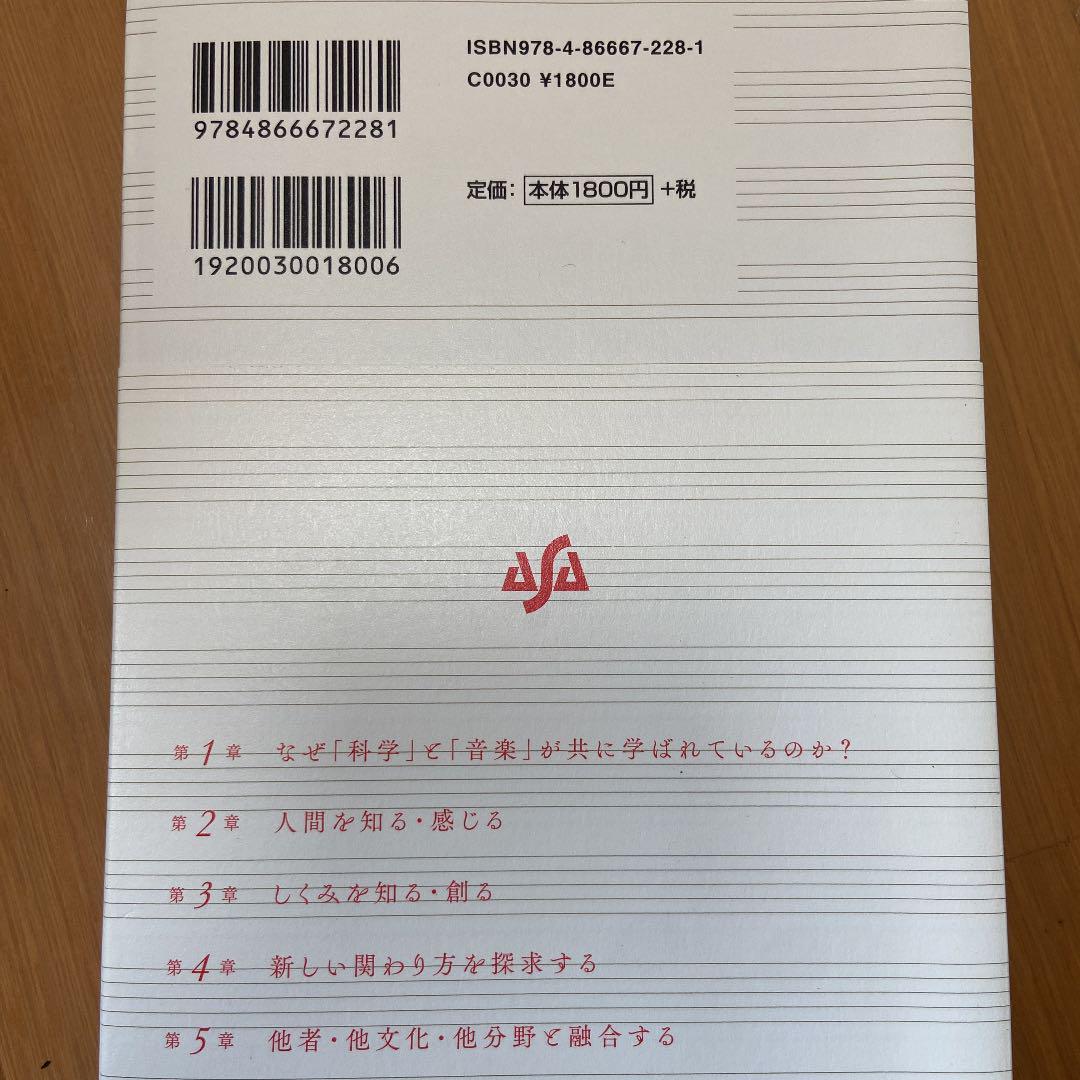 ISBN978-4-86667-228-1
C0030 ¥1800E
9784866672281
定価: 本体1800円 +税
1920030018006
ASA
第1章 なぜ「科学」と「音楽」が共に学ばれているのか?
第2章 人間を知る・感じる
第3章 しくみを知る・創る
第4章 新しい関わり方を探求する
第5章 他者・他文化・他分野と融合する